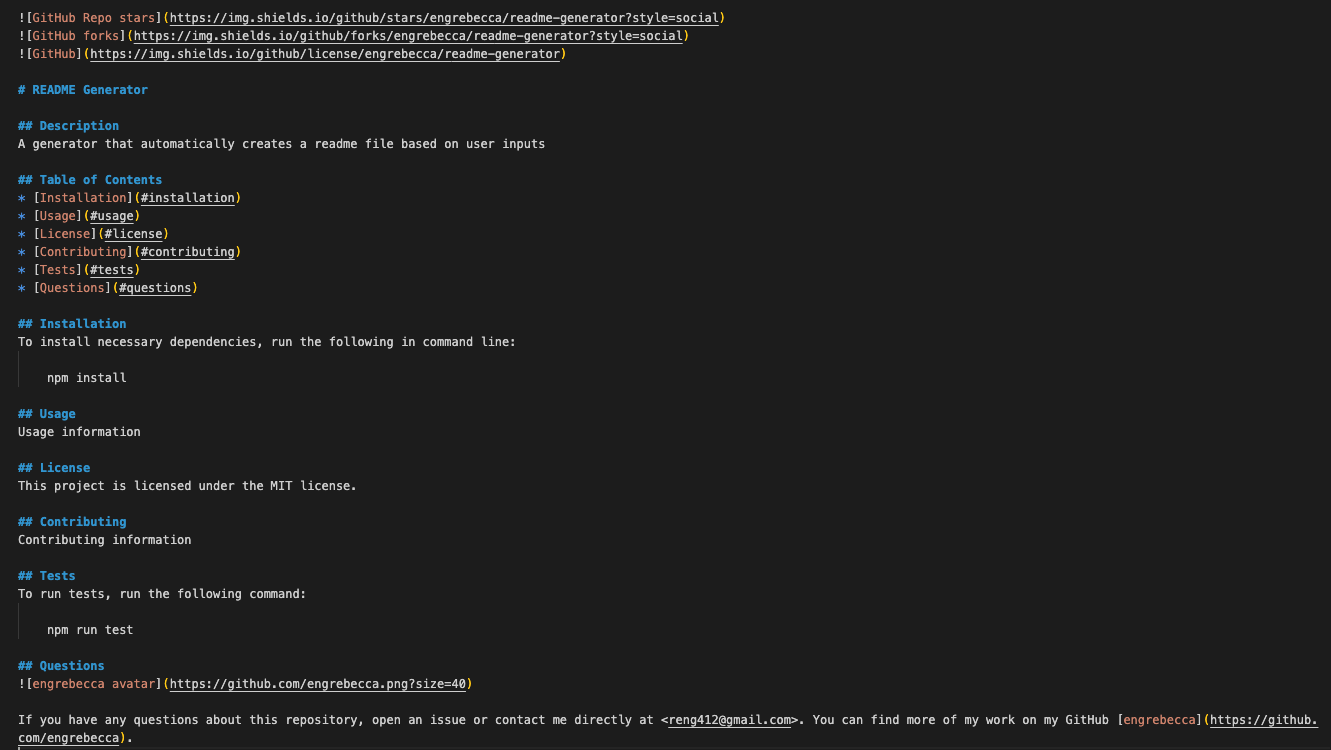 ![GitHub Repo stars](https://img.shields.io/github/stars/engrebecca/readme-generator?style=social)
![GitHub forks](https://img.shields.io/github/forks/engrebecca/readme-generator?style=social)
![GitHub](https://img.shields.io/github/license/engrebecca/readme-generator)
# README Generator
## Description
A generator that automatically creates a readme file based on user inputs
## Table of Contents
* [Installation](#installation)
* [Usage](#usage)
* [License](#license)
* [Contributing](#contributing)
* [Tests](#tests)
* [Questions](#questions)
## Installation
To install necessary dependencies, run the following in command line:
npm install
## Usage
Usage information
## License
This project is licensed under the MIT license.
## Contributing
Contributing information
## Tests
To run tests, run the following command:
npm run test
## Questions
![engrebecca avatar](https://github.com/engrebecca.png?size=40)
If you have any questions about this repository, open an issue or contact me directly at <reng412@gmail.com>. You can find more of my work on my GitHub [engrebecca](https://github.
com/engrebecca).